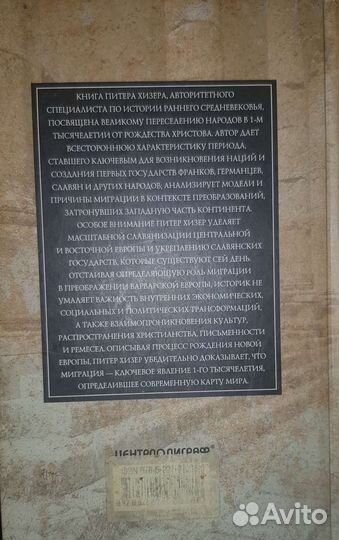 КНИГА ПИТЕРА ХИЗЕРА, АВТОРИТЕТНОГО
СПЕЦИАЛИСТА ПО ИСТОРИИ РАННЕГО СРЕДНЕВЕКОВЬЯ,
ПОСВЯЩЕНА ВЕЛИКОМУ ПЕРЕСЕЛЕНИЮ НАРОДОВ В 1-М
ТЫСЯЧЕЛЕТИИ ОТ РОЖДЕСТВА ХРИСТОВА. АВТОР ДАЕТ
ВСЕСТОРОННЮЮ ХАРАКТЕРИСТИКУ ПЕРИОДА,
СТАВШЕГО КЛЮЧЕВЫМ ДЛЯ ВОЗНИКНОВЕНИЯ НАЦИЙ И
СОЗДАНИЯ ПЕРВЫХ ГОСУДАРСТВ ФРАНКОВ, ГЕРМАНЦЕВ,
СЛАВЯН И ДРУГИХ НАРОДОВ; АНАЛИЗИРУЕТ МОДЕЛИ И
ПРИЧИНЫ МИГРАЦИИ В КОНТЕКСТЕ ПРЕОБРАЗОВАНИЙ,
ЗАТРОНУВШИХ ЗАПАДНУЮ ЧАСТЬ КОНТИНЕНТА.
ОСОБОЕ ВНИМАНИЕ ПИТЕР ХИЗЕР УДЕЛЯЕТ
МАСШТАБНОЙ СЛАВЯНИЗАЦИИ ЦЕНТРАЛЬНОЙ
И ВОСТОЧНОЙ ЕВРОПЫ И УКРЕПЛЕНИЮ СЛАВЯНСКИХ
ГОСУДАРСТВ, КОТОРЫЕ СУЩЕСТВУЮТ ПО СЕЙ ДЕНЬ.
ОТСТАИВАЯ ОПРЕДЕЛЯЮЩУЮ РОЛЬ МИГРАЦИИ
В ПРЕОБРАЖЕНИИ ВАРВАРСКОЙ ЕВРОПЫ, ИСТОРИК НЕ
УМАЛЯЕТ ВАЖНОСТЬ ВНУТРЕННИХ ЭКОНОМИЧЕСКИХ,
СОЦИАЛЬНЫХ И ПОЛИТИЧЕСКИХ ТРАНСФОРМАЦИЙ,
А ТАКЖЕ ВЗАИМОПРОНИКНОВЕНИЯ КУЛЬТУР,
РАСПРОСТРАНЕНИЯ ХРИСТИАНСТВА, ПИСЬМЕННОСТИ
И РЕМЕСЕЛ. ОПИСЫВАЯ ПРОЦЕСС РОЖДЕНИЯ НОВОЙ
ЕВРОПЫ, ПИТЕР ХИЗЕР УБЕДИТЕЛЬНО ДОКАЗЫВАЕТ, ЧТО
МИГРАЦИЯ — КЛЮЧЕВОЕ ЯВЛЕНИЕ 1-ГО ТЫСЯЧЕЛЕТИЯ,
ОПРЕДЕЛИВШЕЕ СОВРЕМЕННУЮ КАРТУ МИРА.
ЦЕНТРПОЛИГРАФ®
ISBN
Avito